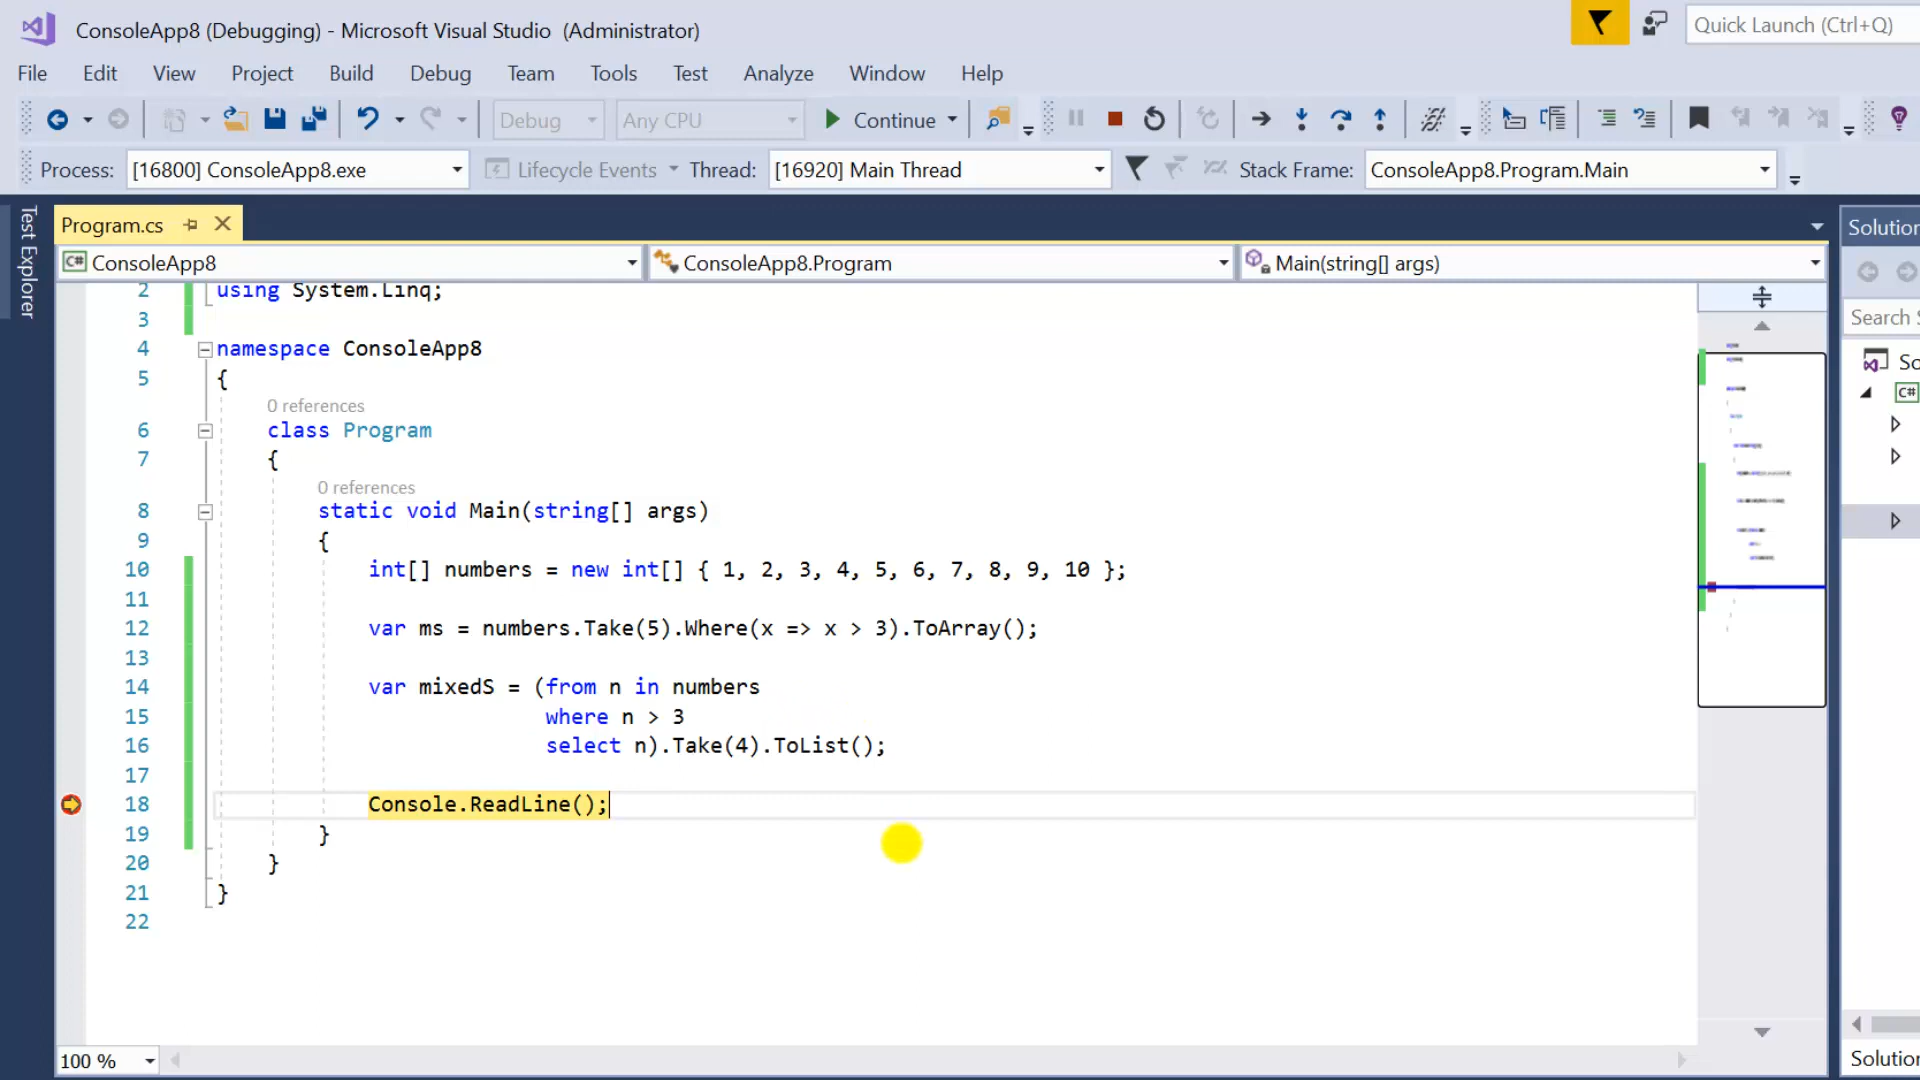 ConsoleApp8 (Debugging) - Microsoft Visual Studio (Administrator)
Quick Launch (Ctrl+Q)
File Edit View Project Build Debug Team Tools Test Analyze Window Help
Debug Any CPU Continue
Process: [16800] ConsoleApp8.exe Lifecycle Events Thread: [16920] Main Thread Stack Frame: ConsoleApp8.Program.Main
Test Explorer
Program.cs
Solution
C# ConsoleApp8 ConsoleApp8.Program Main(string[] args)
2 using System.Linq;
3
Search S
4 namespace ConsoleApp8
So
5 {
C#
0 references
6 class Program
7 {
0 references
8 static void Main(string[] args)
9 {
10 int[] numbers = new int[] { 1, 2, 3, 4, 5, 6, 7, 8, 9, 10 };
11
12 var ms = numbers.Take(5).Where(x => x > 3).ToArray();
13
14 var mixedS = (from n in numbers
15 where n > 3
16 select n).Take(4).ToList();
17
18 Console.ReadLine();
19 }
20 }
21 }
22
100 %
Solution